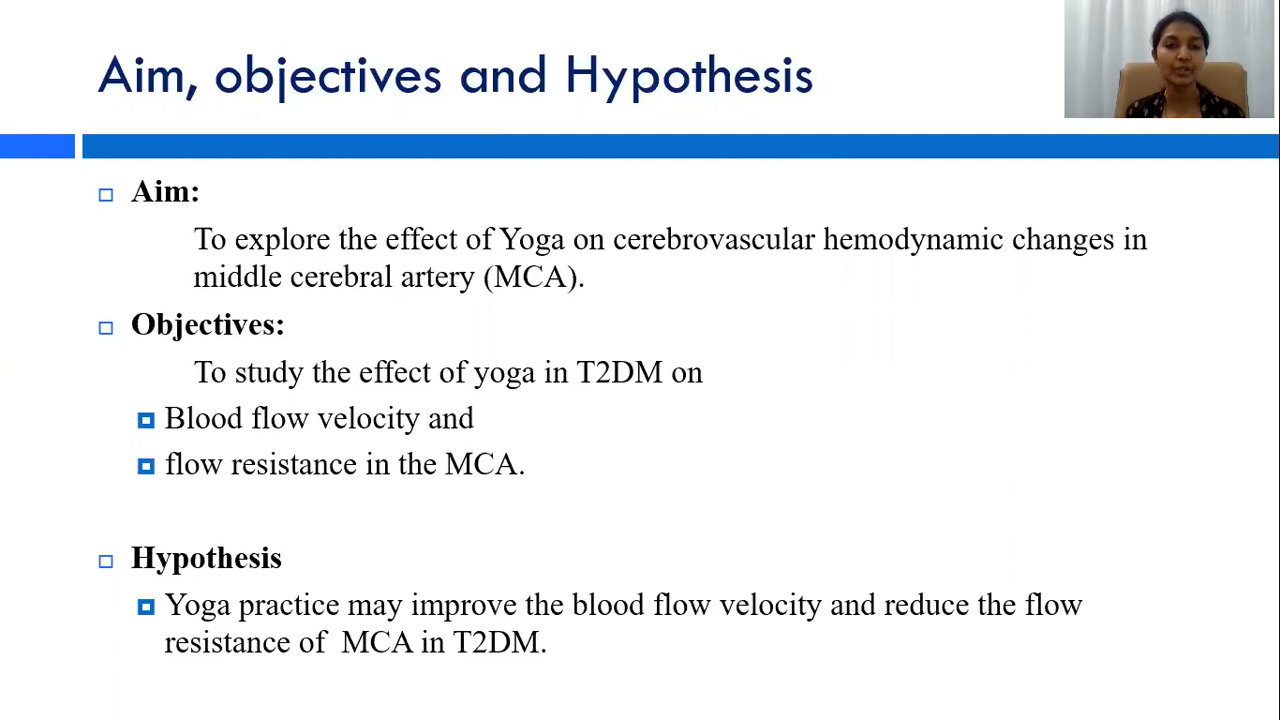 Aim, objectives and Hypothesis
Aim:
To explore the effect of Yoga on cerebrovascular hemodynamic changes in
middle cerebral artery (MCA).
Objectives:
To study the effect of yoga in T2DM on
Blood flow velocity and
flow resistance in the MCA.
Hypothesis
Yoga practice may improve the blood flow velocity and reduce the flow
resistance of  MCA in T2DM.